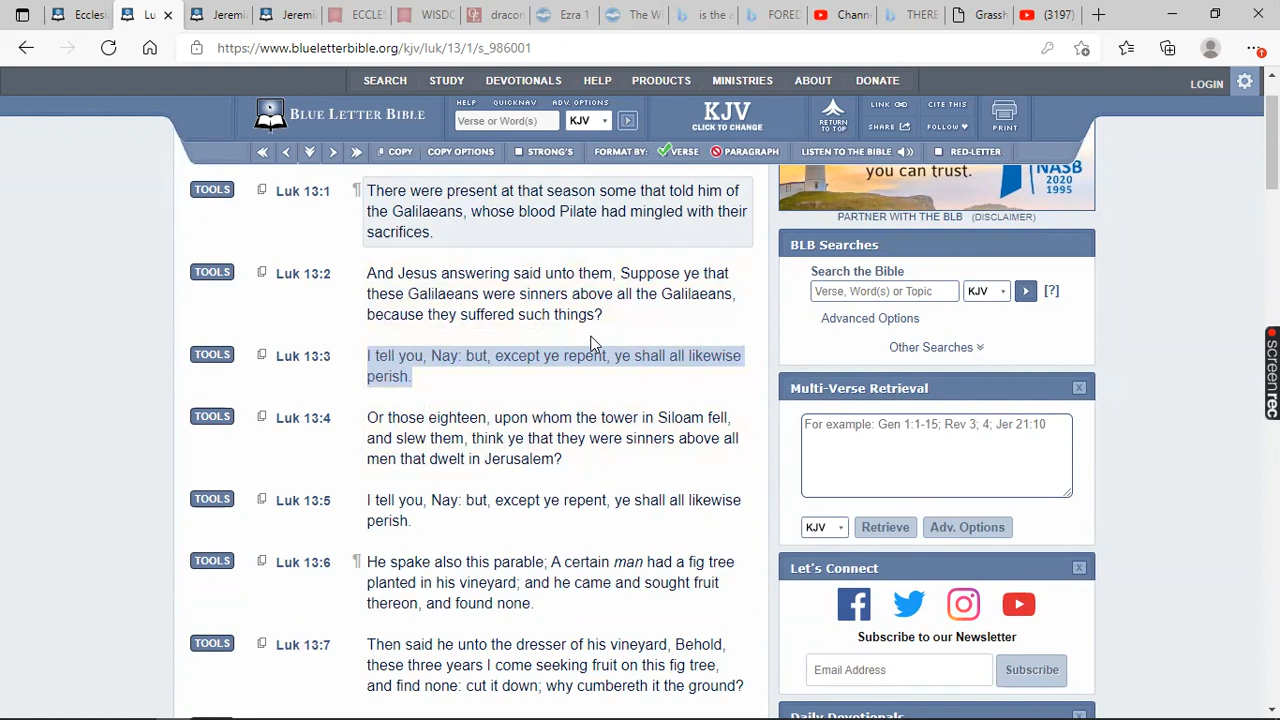 Ecclesi
Lu
Jeremi
Jeremi
ECCLES
WISDC
dracon
Ezra 1
The W
is the a
FORED
Chann
THERE
Grassh
(3197)
https://www.blueletterbible.org/kjv/luk/13/1/s_986001
SEARCH STUDY DEVOTIONALS HELP PRODUCTS MINISTRIES ABOUT DONATE
LOGIN
BLUE LETTER BIBLE
HELP QUICKNAV ADV. OPTIONS
Verse or Word(s) KJV
KJV
CLICK TO CHANGE
RETURN
TO TOP
LINK CITE THIS
SHARE FOLLOW
PRINT
COPY COPY OPTIONS STRONG'S FORMAT BY: VERSE PARAGRAPH LISTEN TO THE BIBLE RED-LETTER
TOOLS Luk 13:1 ¶ There were present at that season some that told him of
the Galilaeans, whose blood Pilate had mingled with their
sacrifices.
TOOLS Luk 13:2 And Jesus answering said unto them, Suppose ye that
these Galilaeans were sinners above all the Galilaeans,
because they suffered such things?
TOOLS Luk 13:3 I tell you, Nay: but, except ye repent, ye shall all likewise
perish.
TOOLS Luk 13:4 Or those eighteen, upon whom the tower in Siloam fell,
and slew them, think ye that they were sinners above all
men that dwelt in Jerusalem?
TOOLS Luk 13:5 I tell you, Nay: but, except ye repent, ye shall all likewise
perish.
TOOLS Luk 13:6 ¶ He spake also this parable; A certain man had a fig tree
planted in his vineyard; and he came and sought fruit
thereon, and found none.
TOOLS Luk 13:7 Then said he unto the dresser of his vineyard, Behold,
these three years I come seeking fruit on this fig tree,
and find none: cut it down; why cumbereth it the ground?
you can trust.
NASB
2020
1995
PARTNER WITH THE BLB (DISCLAIMER)
BLB Searches
Search the Bible
Verse, Word(s) or Topic KJV [?]
Advanced Options
Other Searches
Multi-Verse Retrieval x
For example: Gen 1:1-15; Rev 3; 4; Jer 21:10
KJV Retrieve Adv. Options
Let's Connect x
Subscribe to our Newsletter
Email Address Subscribe
Daily Devotionals x
screenrec